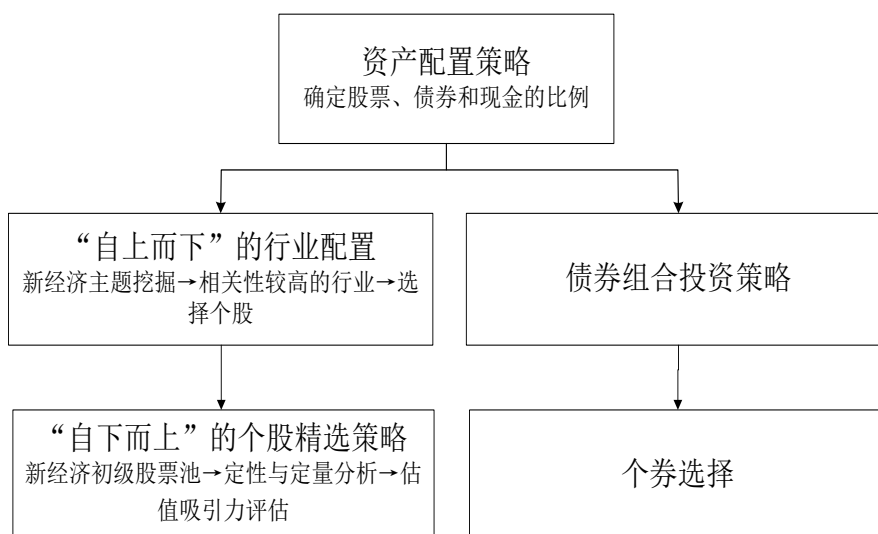 资产配置策略
确定股票、债券和现金的比例
“自上而下”的行业配置
新经济主题挖掘→相关性较高的行业→选
择个股
债券组合投资策略
“自下而上”的个股精选策略
新经济初级股票池→定性与定量分析→估
值吸引力评估
个券选择